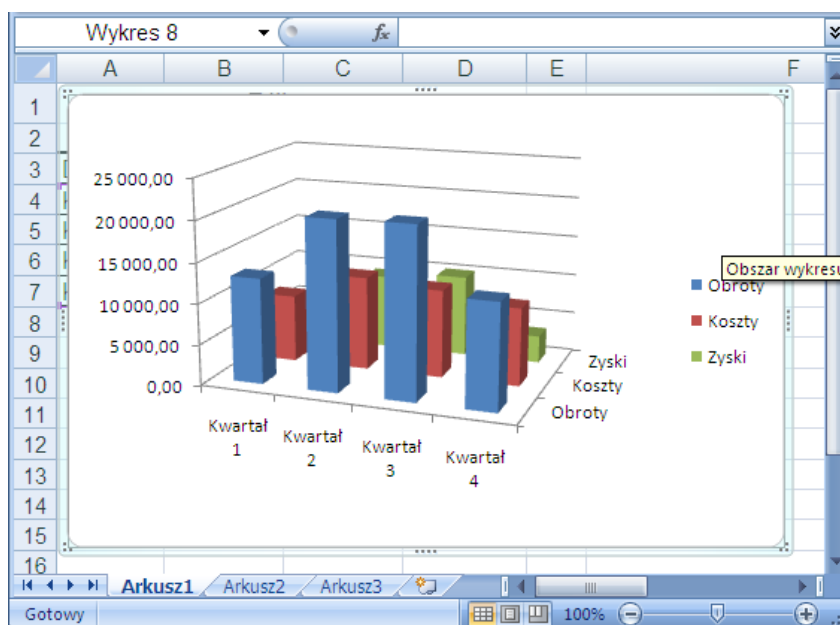 Wykres 8
fx
A B C D E F
1
2
3
4
5
6
7
8
9
10
11
12
13
14
15
16
25 000,00
20 000,00
15 000,00
10 000,00
5 000,00
0,00
Kwartał 1
Kwartał 2
Kwartał 3
Kwartał 4
Zyski
Koszty
Obroty
Obszar wykresu
Obroty
Koszty
Zyski
Arkusz1 Arkusz2 Arkusz3
Gotowy 100%